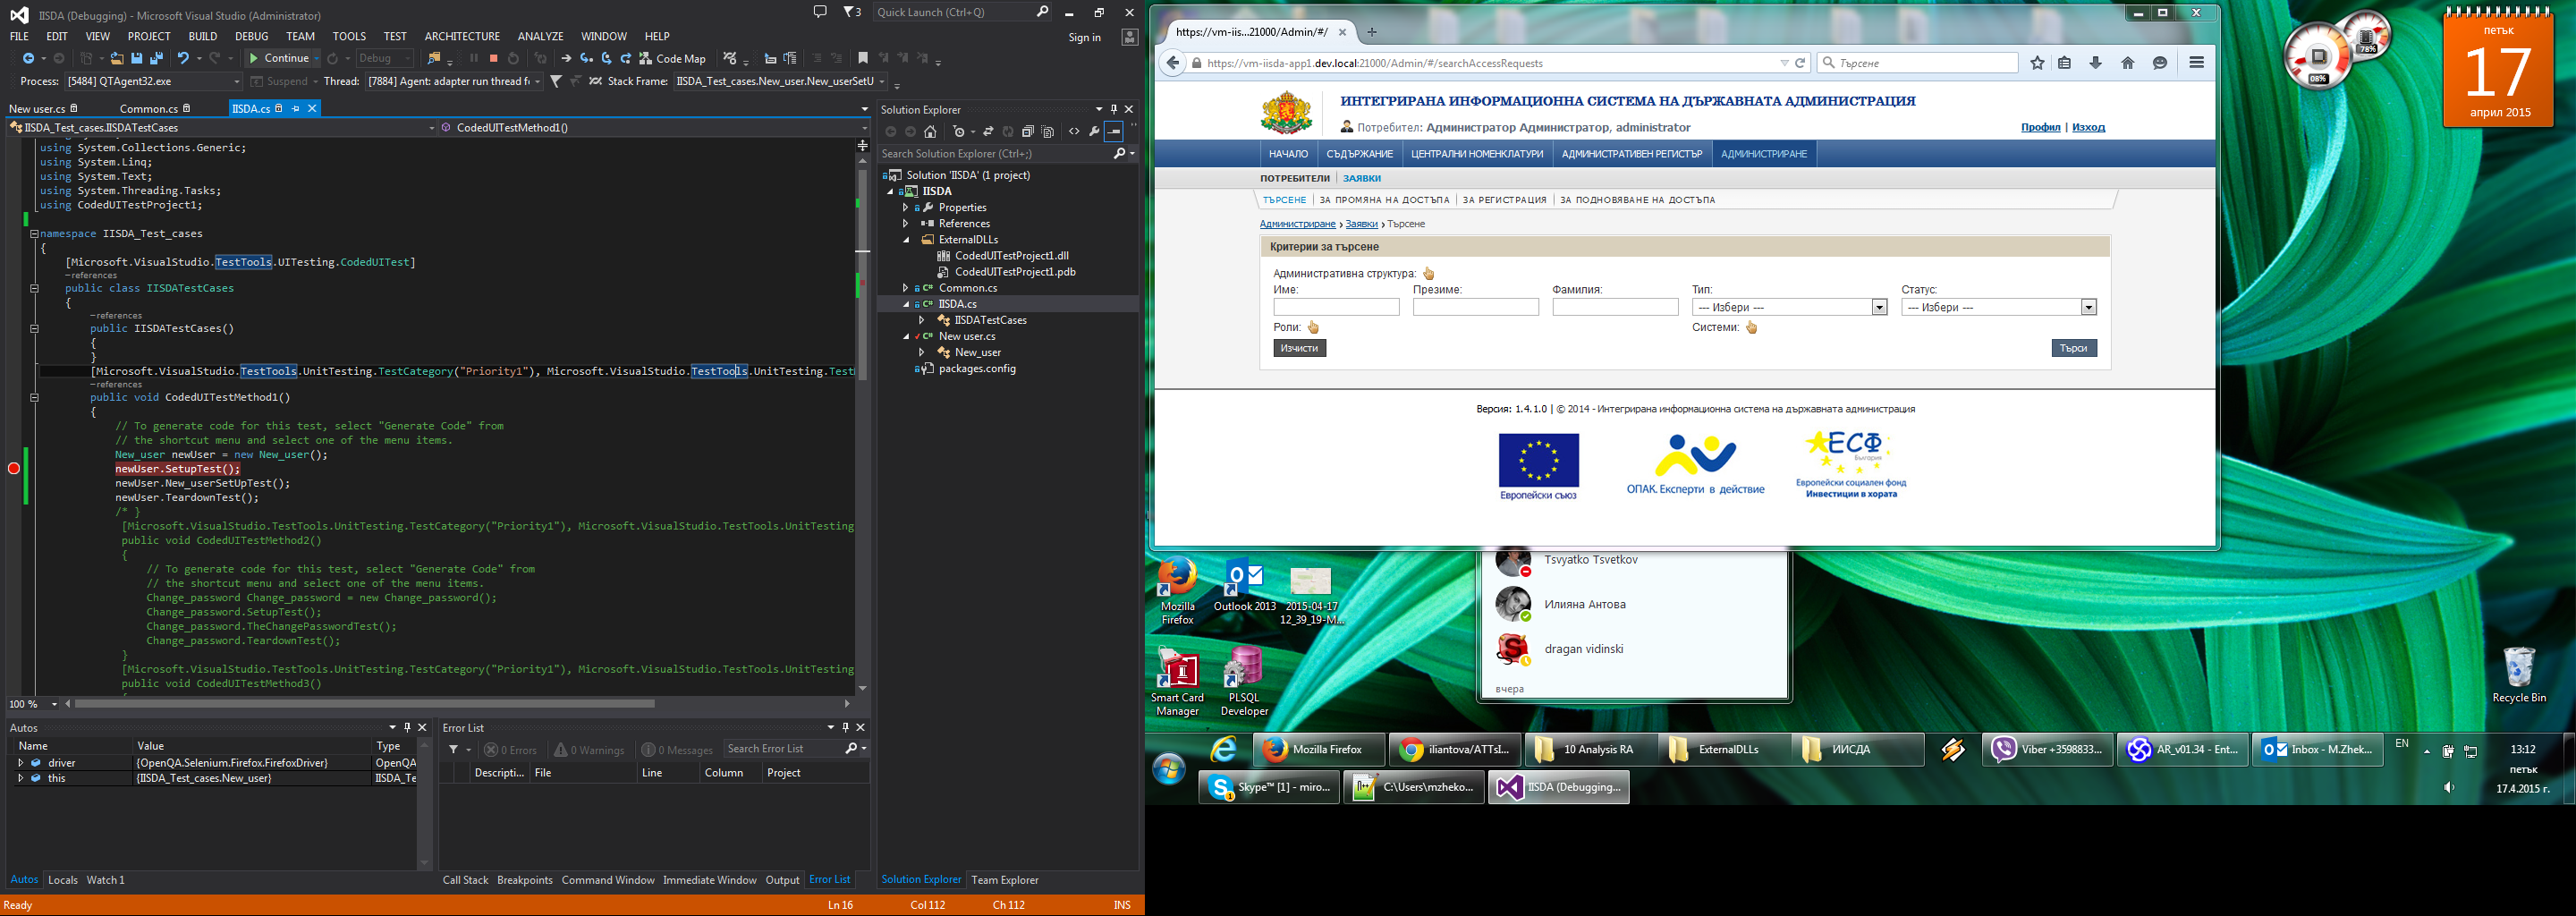 IISDA (Debugging) - Microsoft Visual Studio (Administrator)
3
Quick Launch (Ctrl+Q)
FILE EDIT VIEW PROJECT BUILD DEBUG TEAM TOOLS TEST ARCHITECTURE ANALYZE WINDOW HELP
Sign in
Continue Debug Code Map
Process: [5484] QTAgent32.exe Suspend Thread: [7884] Agent: adapter run thread f Stack Frame: IISDA_Test_cases.New_user.New_userSetU
New user.cs Common.cs IISDA.cs
IISDA_Test_cases.IISDATestCases CodedUITestMethod1()
using System.Collections.Generic;
using System.Linq;
using System.Text;
using System.Threading.Tasks;
using CodedUITestProject1;
namespace IISDA_Test_cases
{
[Microsoft.VisualStudio.TestTools.UITesting.CodedUITest]
–references
public class IISDATestCases
{
–references
public IISDATestCases()
{
}
[Microsoft.VisualStudio.TestTools.UnitTesting.TestCategory("Priority1"), Microsoft.VisualStudio.TestTools.UnitTesting.Test
–references
public void CodedUITestMethod1()
{
// To generate code for this test, select "Generate Code" from
// the shortcut menu and select one of the menu items.
New_user newUser = new New_user();
newUser.SetupTest();
newUser.New_userSetUpTest();
newUser.TeardownTest();
/* }
[Microsoft.VisualStudio.TestTools.UnitTesting.TestCategory("Priority1"), Microsoft.VisualStudio.TestTools.UnitTesting
public void CodedUITestMethod2()
{
// To generate code for this test, select "Generate Code" from
// the shortcut menu and select one of the menu items.
Change_password Change_password = new Change_password();
Change_password.SetupTest();
Change_password.TheChangePasswordTest();
Change_password.TeardownTest();
}
[Microsoft.VisualStudio.TestTools.UnitTesting.TestCategory("Priority1"), Microsoft.VisualStudio.TestTools.UnitTesting
public void CodedUITestMethod3()
100 %
Solution Explorer
Search Solution Explorer (Ctrl+;)
Solution 'IISDA' (1 project)
IISDA
Properties
References
ExternalDLLs
CodedUITestProject1.dll
CodedUITestProject1.pdb
Common.cs
IISDA.cs
IISDATestCases
New user.cs
New_user
packages.config
Autos
Name Value Type
driver {OpenQA.Selenium.Firefox.FirefoxDriver} OpenQA
this {IISDA_Test_cases.New_user} IISDA_Te
Autos Locals Watch 1
Error List
0 Errors 0 Warnings 0 Messages Search Error List
Descripti... File Line Column Project
Call Stack Breakpoints Command Window Immediate Window Output Error List
Solution Explorer Team Explorer
Ready Ln 16 Col 112 Ch 112 INS
https://vm-iis...21000/Admin/#/
https://vm-iisda-app1.dev.local:21000/Admin/#/searchAccessRequests
Търсене
ИНТЕГРИРАНА ИНФОРМАЦИОННА СИСТЕМА НА ДЪРЖАВНАТА АДМИНИСТРАЦИЯ
Потребител: Администратор Администратор, administrator
Профил | Изход
НАЧАЛО СЪДЪРЖАНИЕ ЦЕНТРАЛНИ НОМЕНКЛАТУРИ АДМИНИСТРАТИВЕН РЕГИСТЪР АДМИНИСТРИРАНЕ
ПОТРЕБИТЕЛИ ЗАЯВКИ
ТЪРСЕНЕ ЗА ПРОМЯНА НА ДОСТЪПА ЗА РЕГИСТРАЦИЯ ЗА ПОДНОВЯВАНЕ НА ДОСТЪПА
Администриране › Заявки › Търсене
Критерии за търсене
Административна структура:
Име: Презиме: Фамилия: Тип: Статус:
--- Избери --- --- Избери ---
Роли: Системи:
Изчисти Търси
Версия: 1.4.1.0 | © 2014 - Интегрирана информационна система на държавната администрация
Европейски съюз
ОПАК. Експерти в действие
ЕСФ
България
Европейски социален фонд
Инвестиции в хората
08%
78%
петък
17
април 2015
Tsvyatko Tsvetkov
Илияна Антова
dragan vidinski
вчера
Mozilla Firefox
Outlook 2013
2015-04-17 12_39_19-M...
Smart Card Manager
PLSQL Developer
Recycle Bin
Mozilla Firefox iliantova/ATTsI... 10 Analysis RA ExternalDLLs ИИСДА Viber +3598833... AR_v01.34 - Ent... Inbox - M.Zhek...
Skype™ [1] - miro... C:\Users\mzheko... IISDA (Debugging...
EN
13:12
петък
17.4.2015 г.